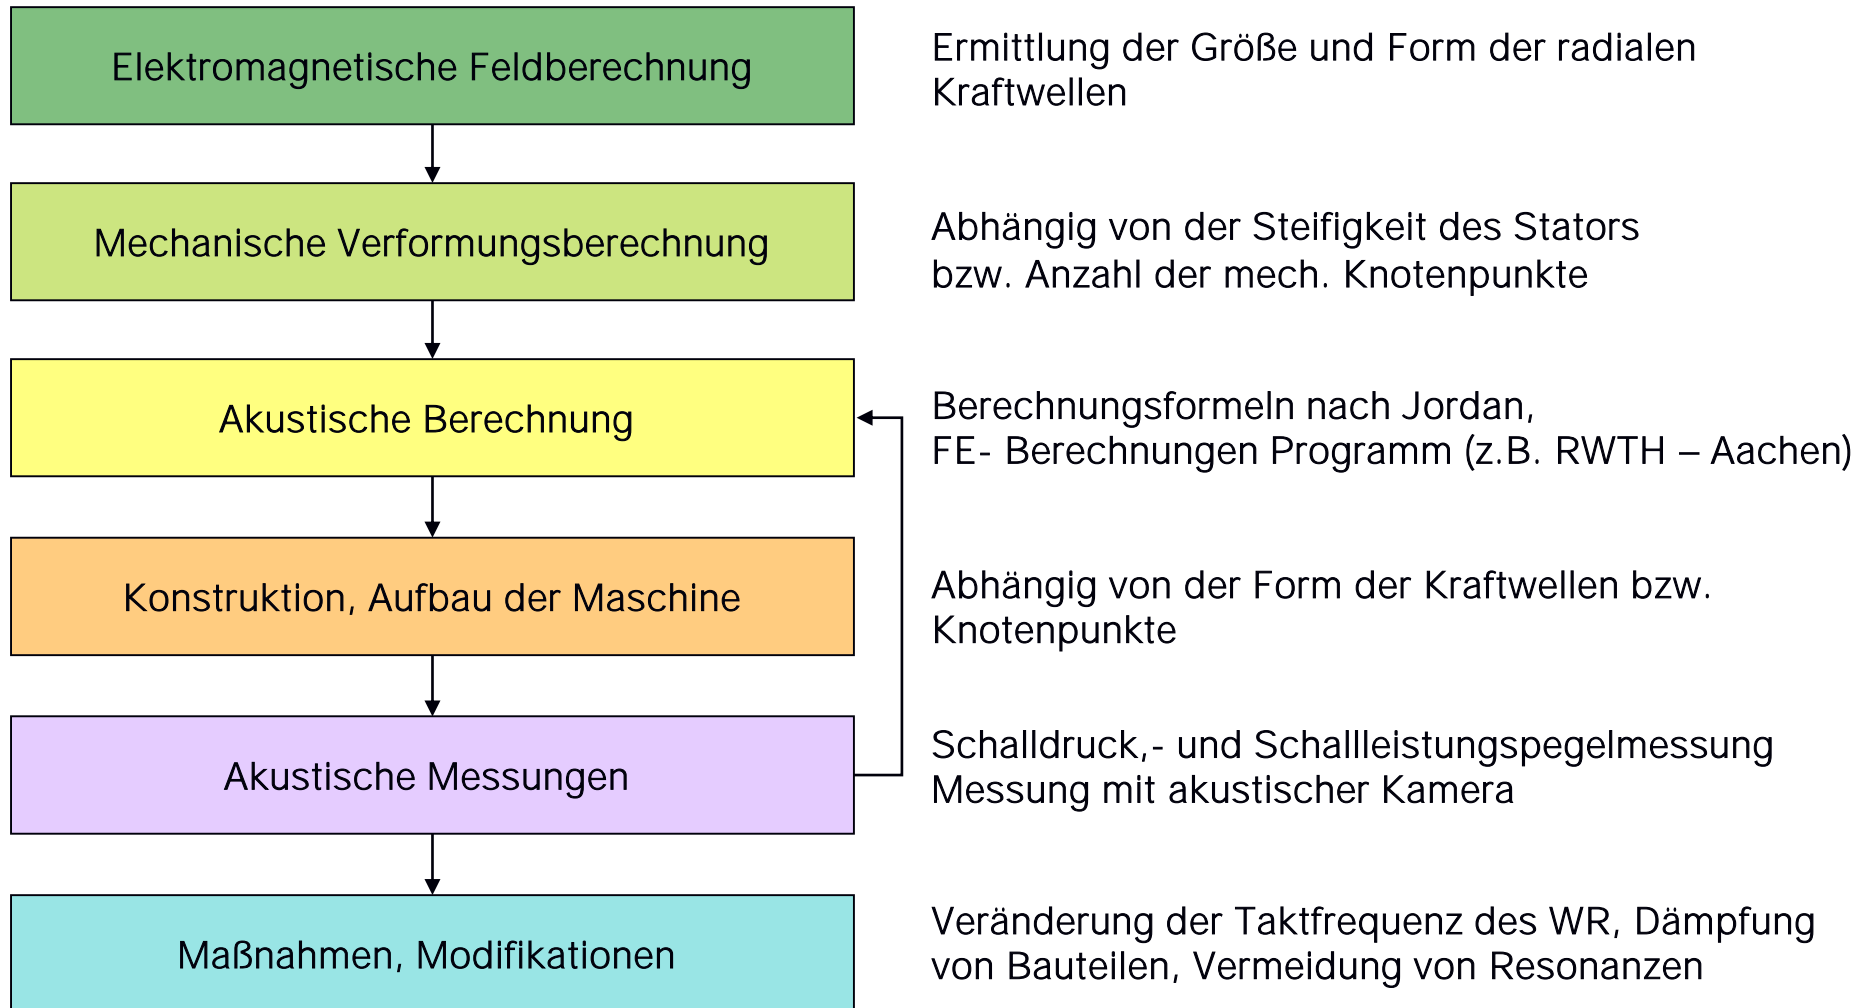 Elektromagnetische Feldberechnung
Ermittlung der Größe und Form der radialen
Kraftwellen
Mechanische Verformungsberechnung
Abhängig von der Steifigkeit des Stators
bzw. Anzahl der mech. Knotenpunkte
Akustische Berechnung
Berechnungsformeln nach Jordan,
FE- Berechnungen Programm (z.B. RWTH – Aachen)
Konstruktion, Aufbau der Maschine
Abhängig von der Form der Kraftwellen bzw.
Knotenpunkte
Akustische Messungen
Schalldruck,- und Schallleistungspegelmessung
Messung mit akustischer Kamera
Maßnahmen, Modifikationen
Veränderung der Taktfrequenz des WR, Dämpfung
von Bauteilen, Vermeidung von Resonanzen